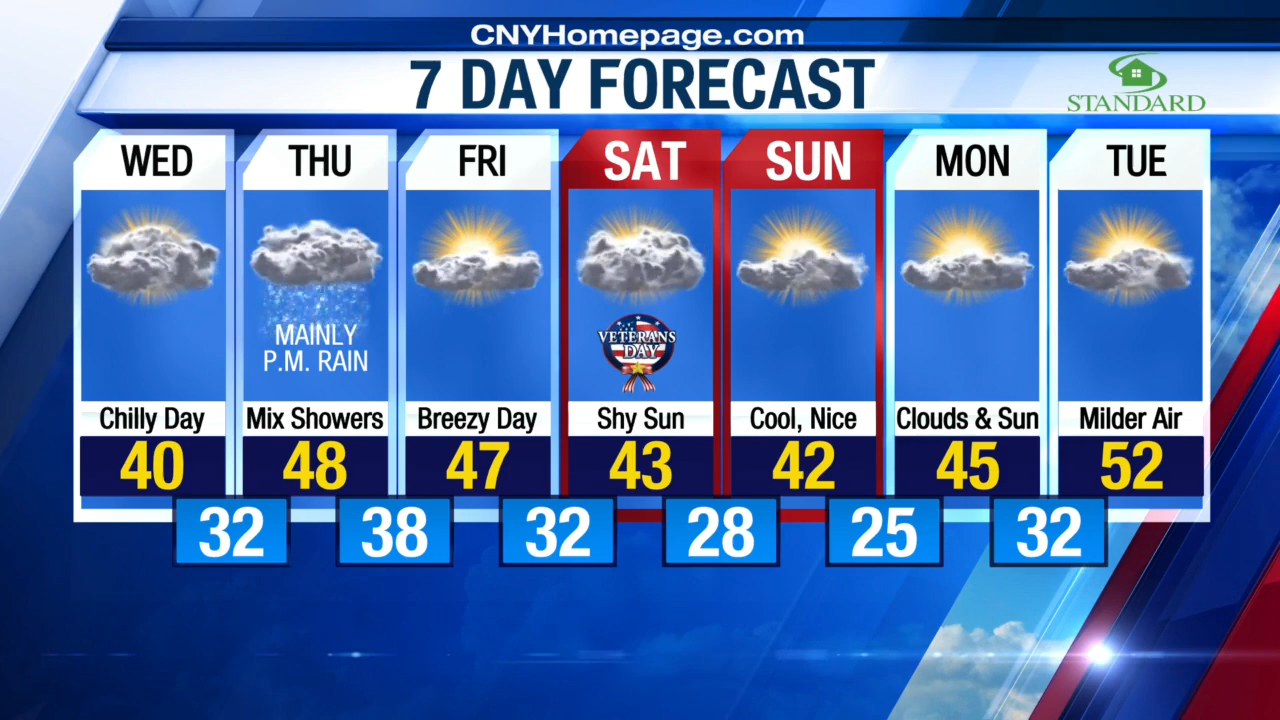 CNYHomepage.com
7 DAY FORECAST
STANDARD
WED THU FRI SAT SUN MON TUE
MAINLY
P.M. RAIN
VETERANS
DAY
Chilly Day Mix Showers Breezy Day Shy Sun Cool, Nice Clouds & Sun Milder Air
40 48 47 43 42 45 52
32 38 32 28 25 32